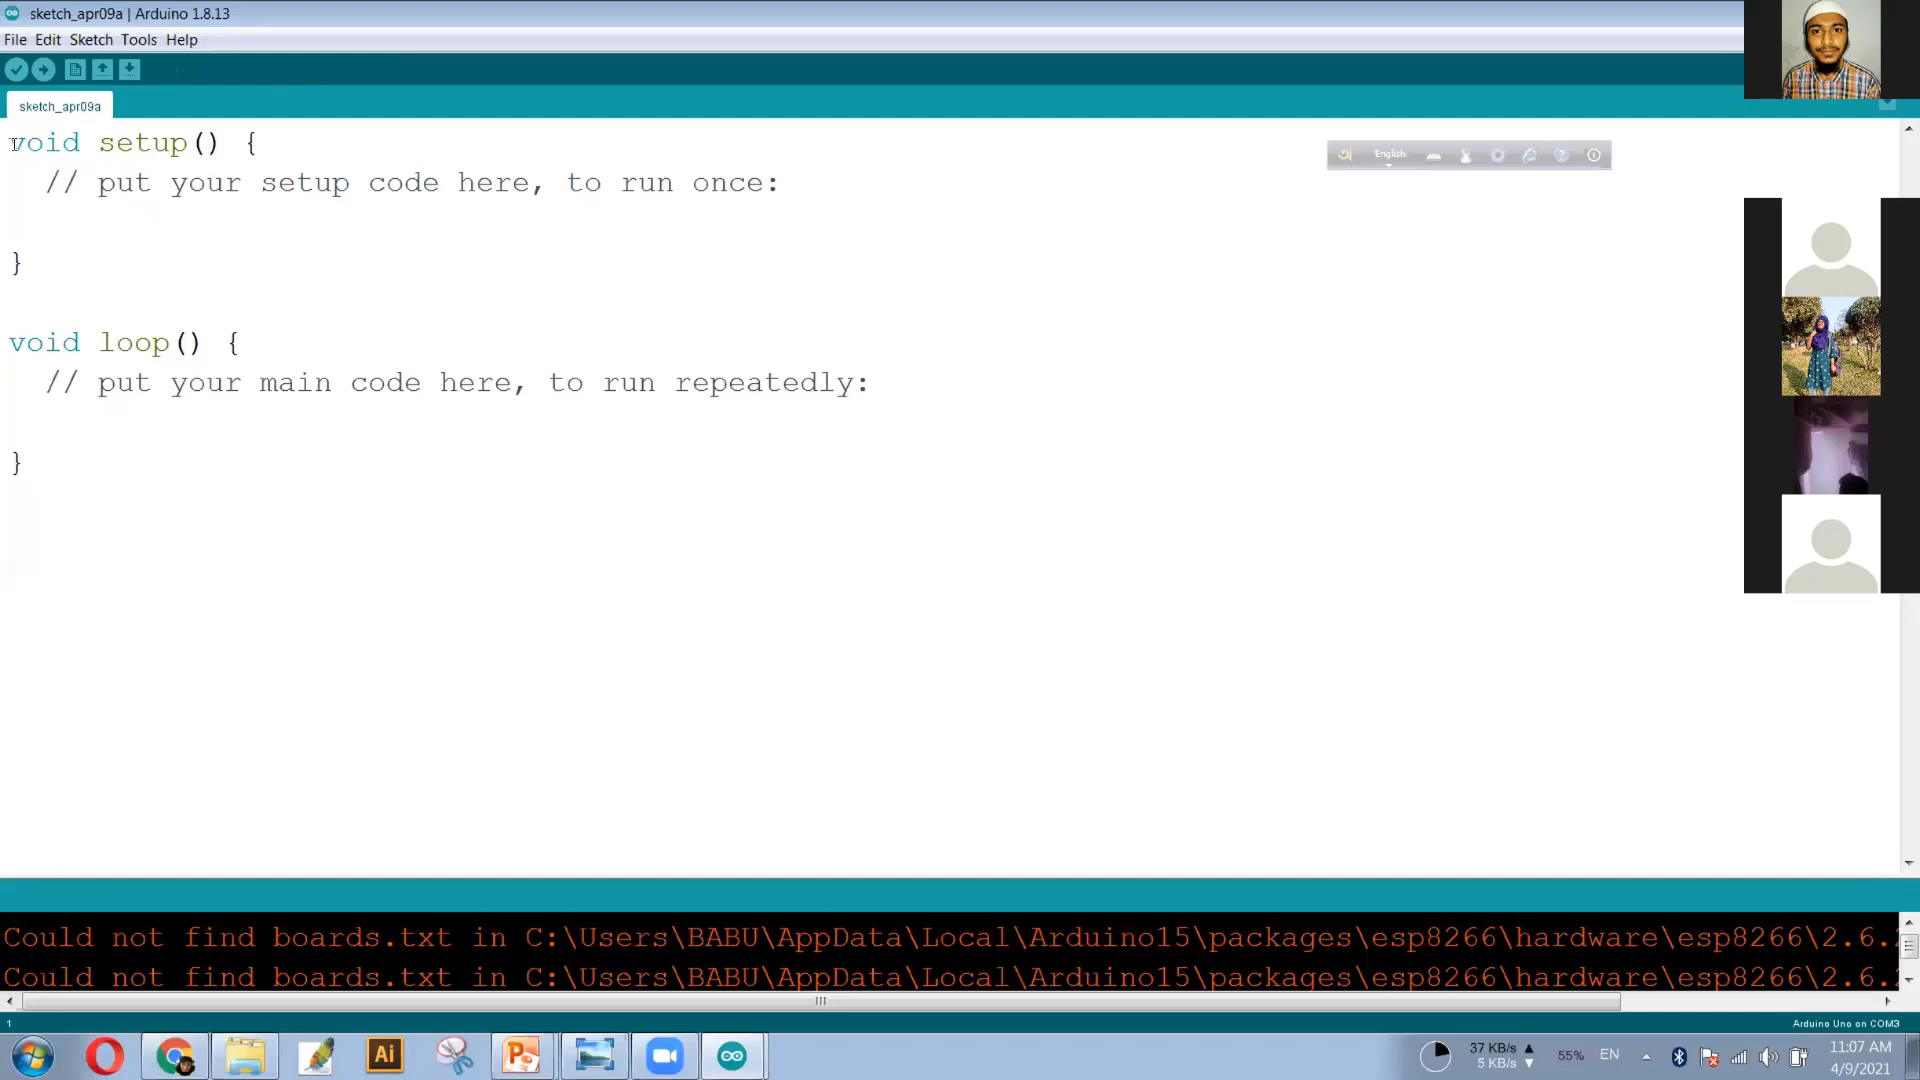 sketch_apr09a | Arduino 1.8.13
File Edit Sketch Tools Help
sketch_apr09a
void setup() {
English
// put your setup code here, to run once:
}
void loop() {
// put your main code here, to run repeatedly:
}
Could not find boards.txt in C:\Users\BABU\AppData\Local\Arduino15\packages\esp8266\hardware\esp8266\2.6.
Could not find boards.txt in C:\Users\BABU\AppData\Local\Arduino15\packages\esp8266\hardware\esp8266\2.6.
1
Arduino Uno on COM3
Ai
37 KB/s
5 KB/s
55%
EN
11:07 AM
4/9/2021